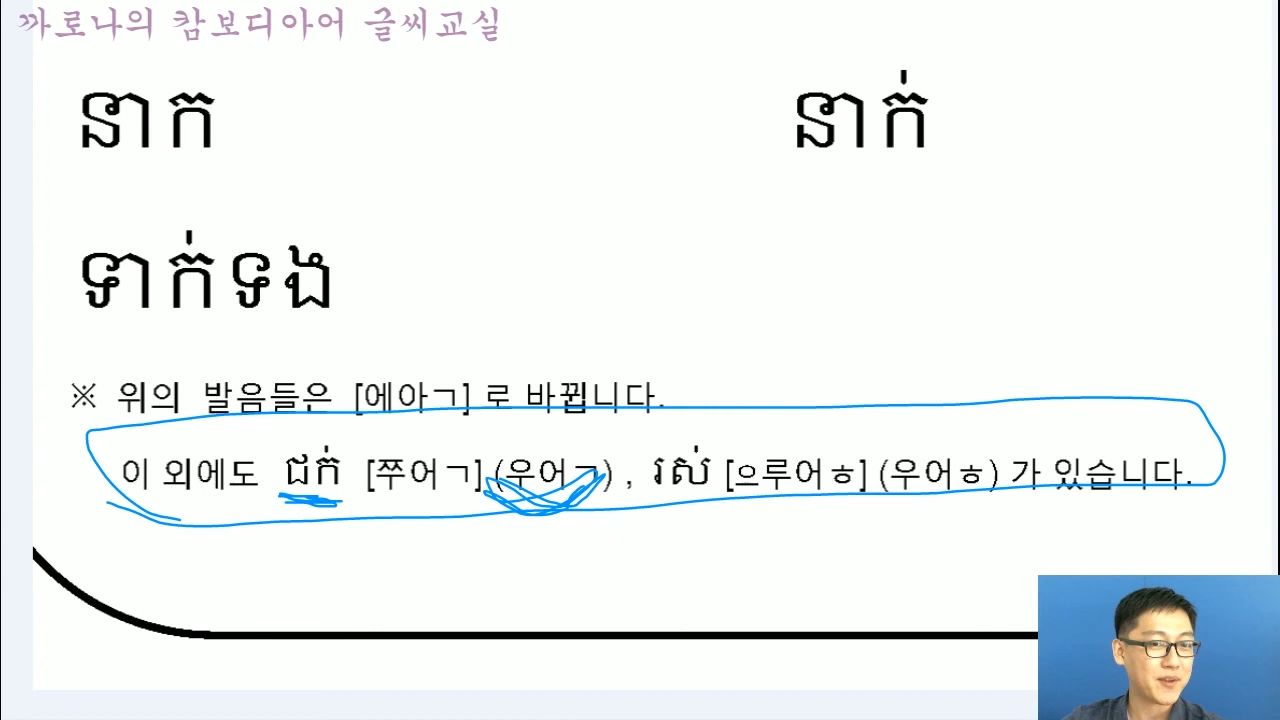 까로나의 캄보디아어 글씨교실
នាក នាក់
ទាក់ទង
※ 위의 발음들은 [에아ㄱ] 로 바뀝니다.
이 외에도 ជក់ [쭈어ㄱ] (우어ㄱ) , រស់ [으루어ㅎ] (우어ㅎ) 가 있습니다.